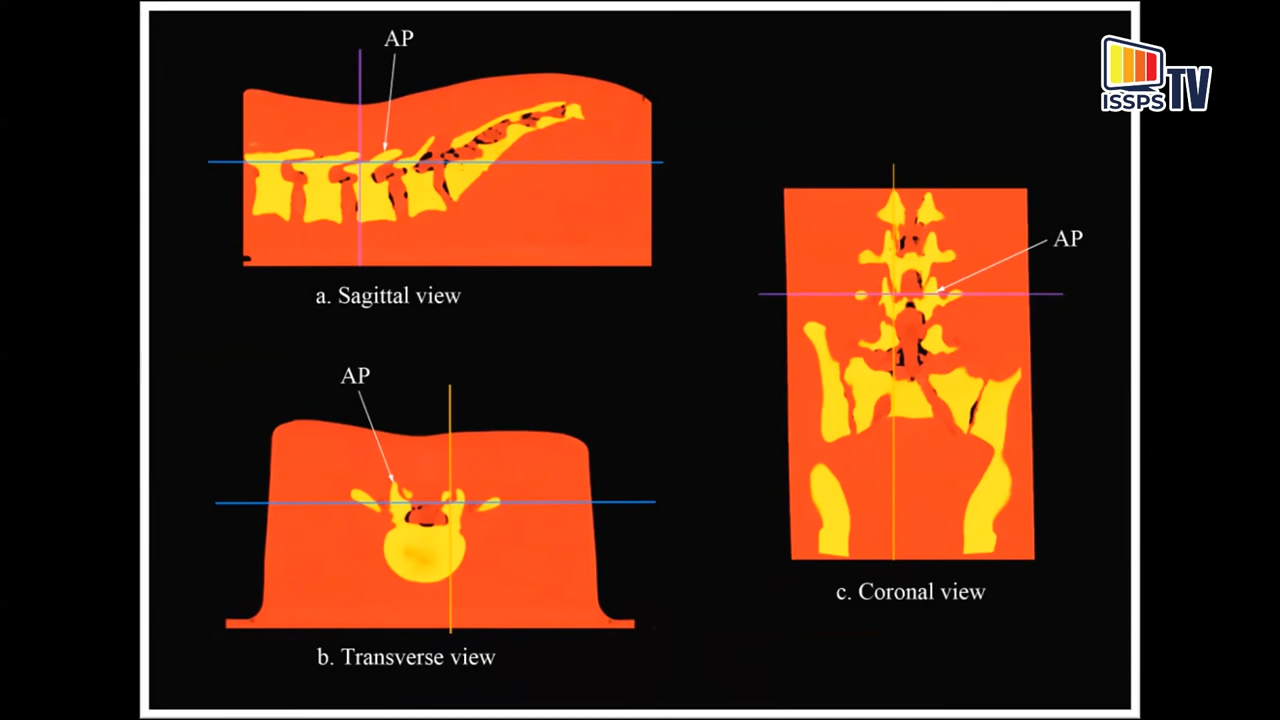 AP
ISSPS TV
AP
a. Sagittal view
AP
c. Coronal view
b. Transverse view